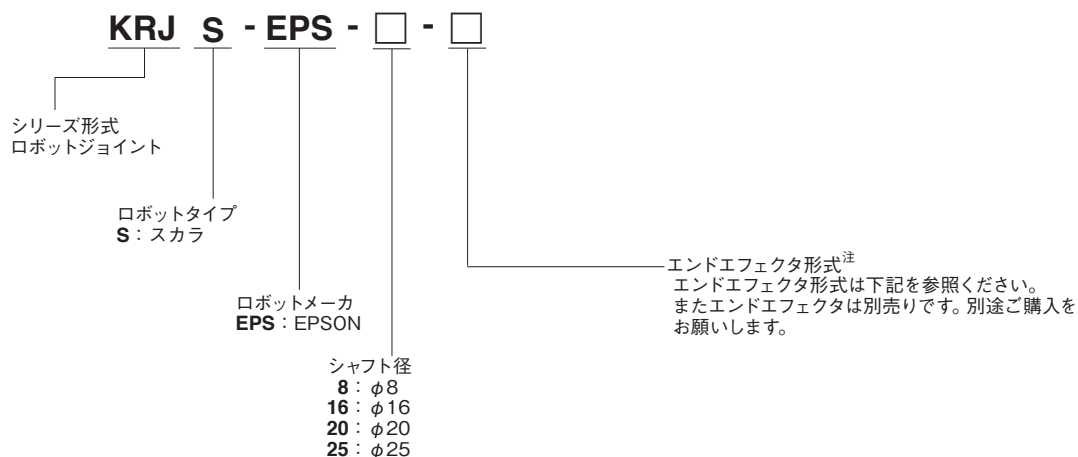 KRJ S - EPS - □ - □
シリーズ形式
ロボットジョイント
ロボットタイプ
S：スカラ
ロボットメーカ
EPS：EPSON
シャフト径
8：φ8
16：φ16
20：φ20
25：φ25
エンドエフェクタ形式注
エンドエフェクタ形式は下記を参照ください。
またエンドエフェクタは別売りです。別途ご購入を
お願いします。